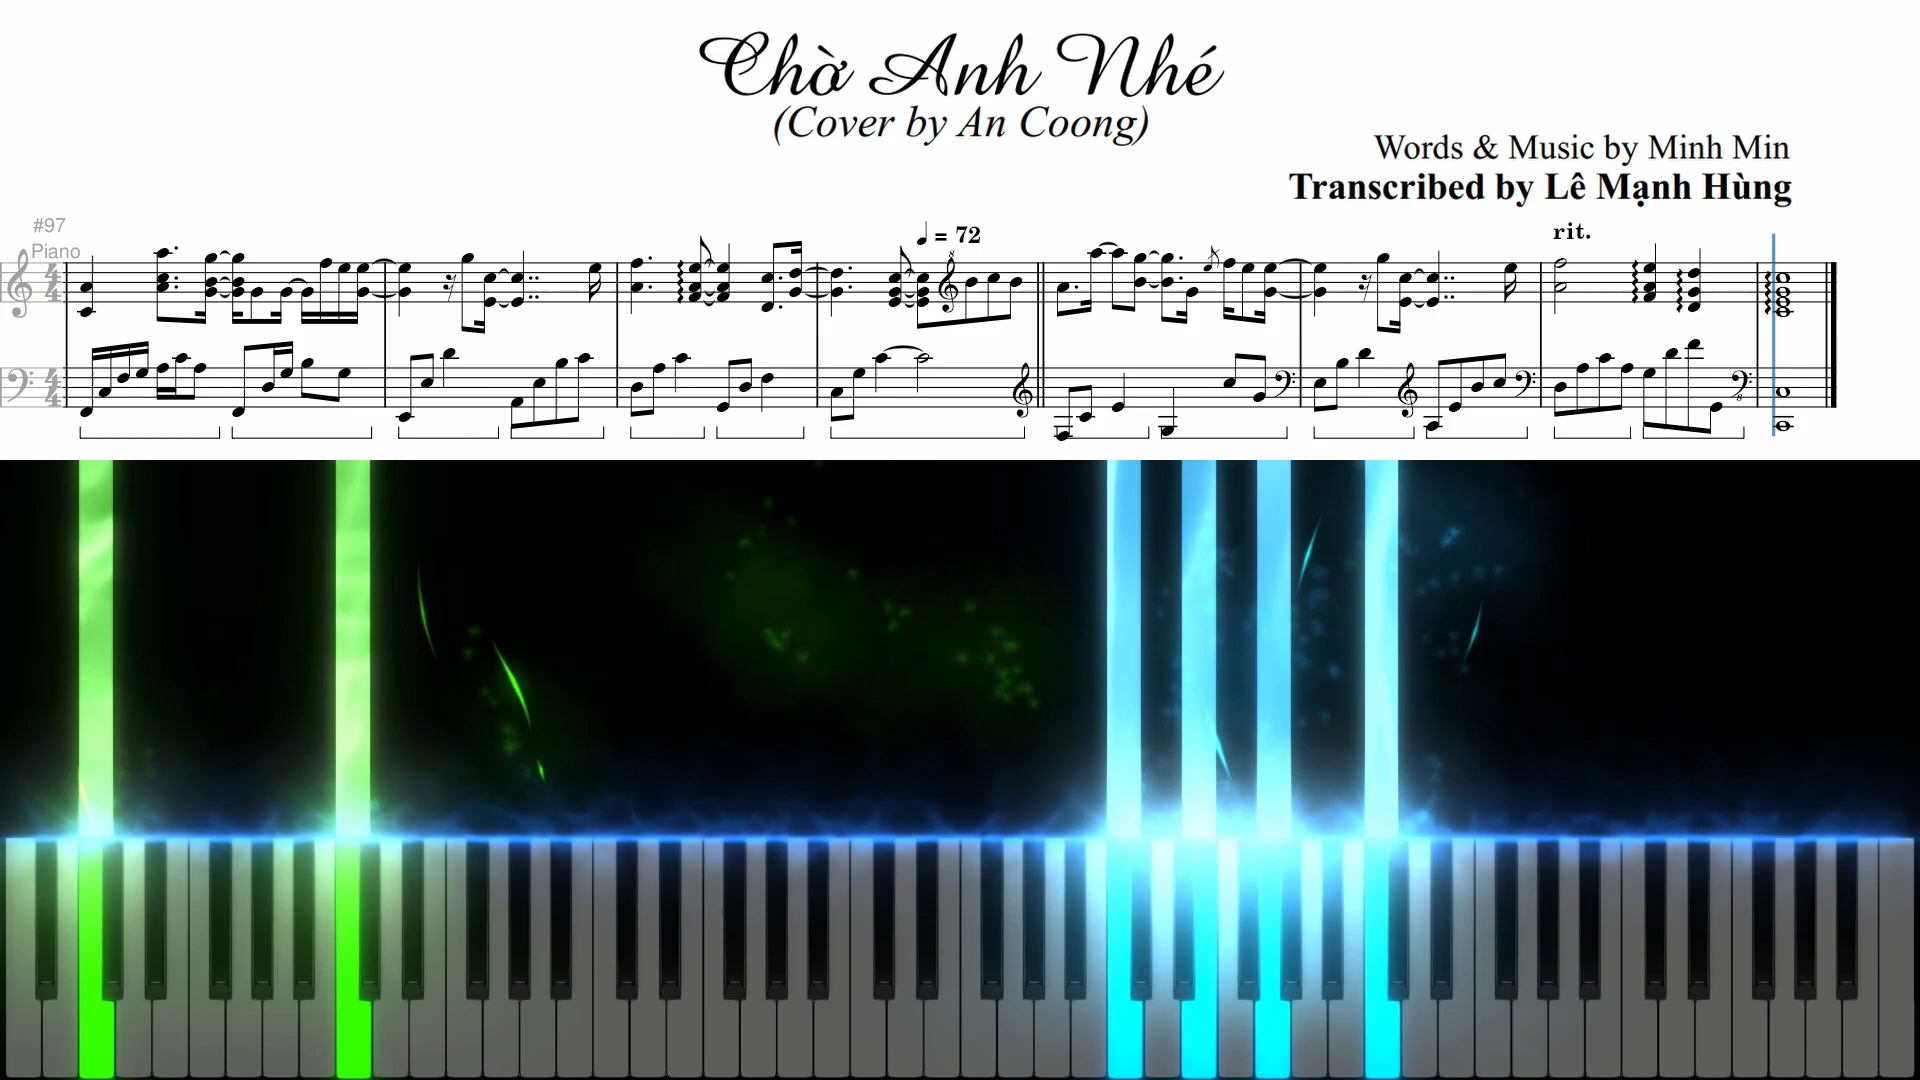 Chờ Anh Nhé
(Cover by An Coong)
Words & Music by Minh Min
Transcribed by Lê Mạnh Hùng
#97
Piano
= 72
rit.